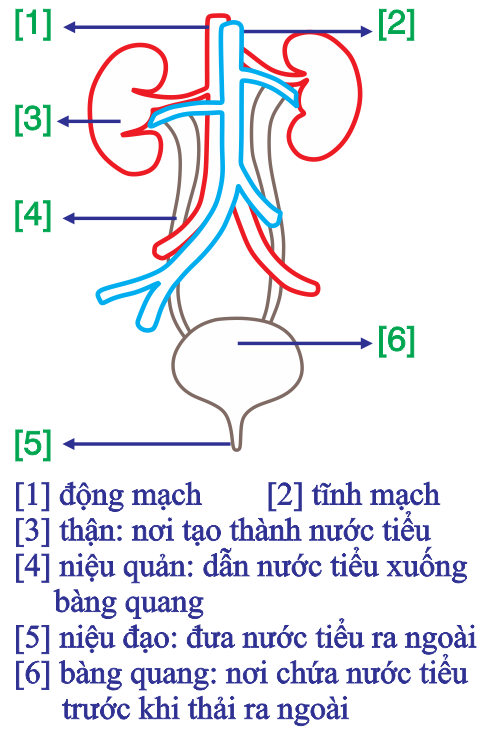 [1]
[2]
[3]
[4]
[6]
[5]
[1] động mạch [2] tĩnh mạch
[3] thận: nơi tạo thành nước tiểu
[4] niệu quản: dẫn nước tiểu xuống
bàng quang
[5] niệu đạo: đưa nước tiểu ra ngoài
[6] bàng quang: nơi chứa nước tiểu
trước khi thải ra ngoài